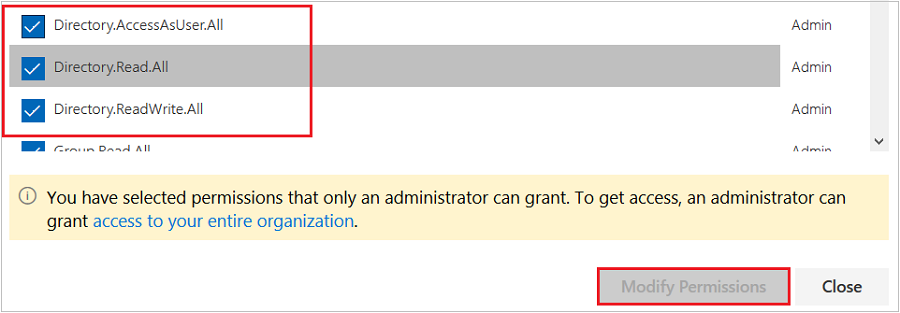 Directory.AccessAsUser.All Admin
Directory.Read.All Admin
Directory.ReadWrite.All Admin
Group.Read.All Admin
You have selected permissions that only an administrator can grant. To get access, an administrator can
grant access to your entire organization.
Modify Permissions Close